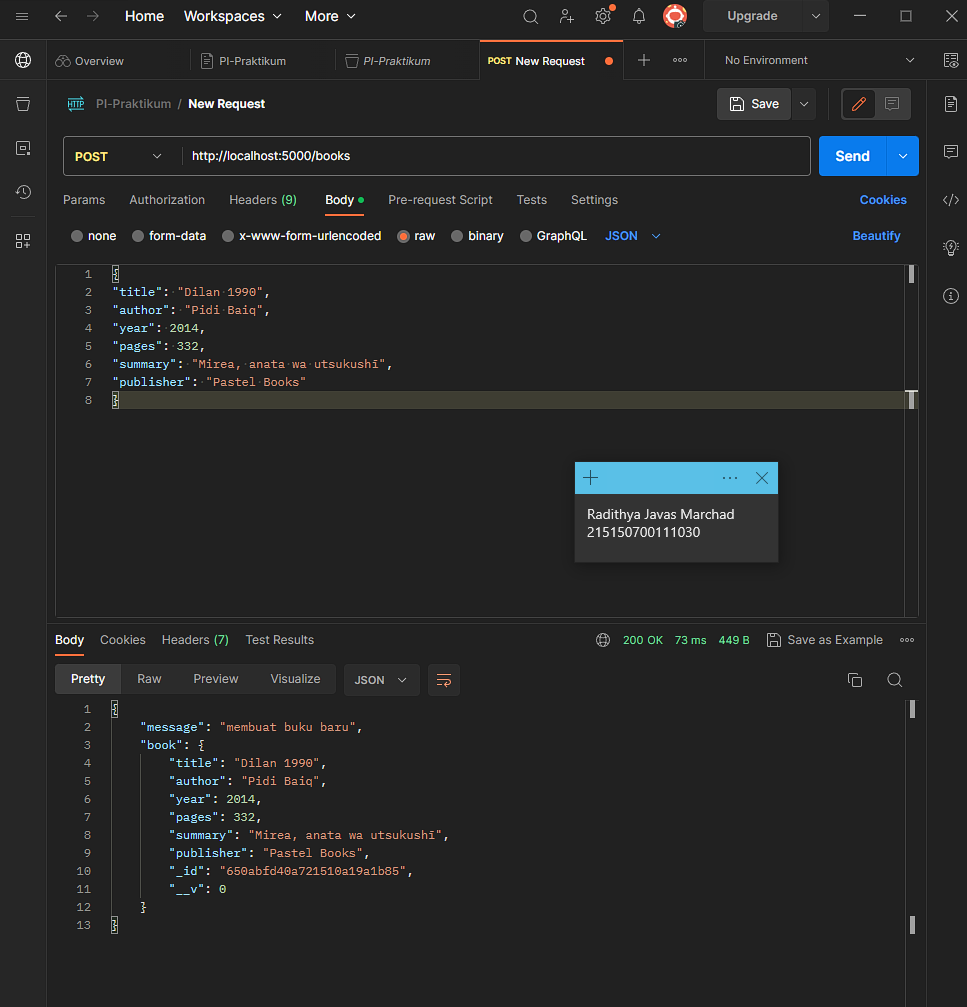 Home Workspaces More Upgrade
Overview PI-Praktikum PI-Praktikum POST New Request No Environment
HTTP PI-Praktikum / New Request Save
POST http://localhost:5000/books Send
Params Authorization Headers (9) Body Pre-request Script Tests Settings Cookies
none form-data x-www-form-urlencoded raw binary GraphQL JSON Beautify
1 {
2 "title": "Dilan 1990",
3 "author": "Pidi Baiq",
4 "year": 2014,
5 "pages": 332,
6 "summary": "Mirea, anata wa utsukushī",
7 "publisher": "Pastel Books"
8 }
Radithya Javas Marchad
215150700111030
Body Cookies Headers (7) Test Results 200 OK 73 ms 449 B Save as Example
Pretty Raw Preview Visualize JSON
1 {
2 "message": "membuat buku baru",
3 "book": {
4 "title": "Dilan 1990",
5 "author": "Pidi Baiq",
6 "year": 2014,
7 "pages": 332,
8 "summary": "Mirea, anata wa utsukushī",
9 "publisher": "Pastel Books",
10 "_id": "650abfd40a721510a19a1b85",
11 "__v": 0
12 }
13 }